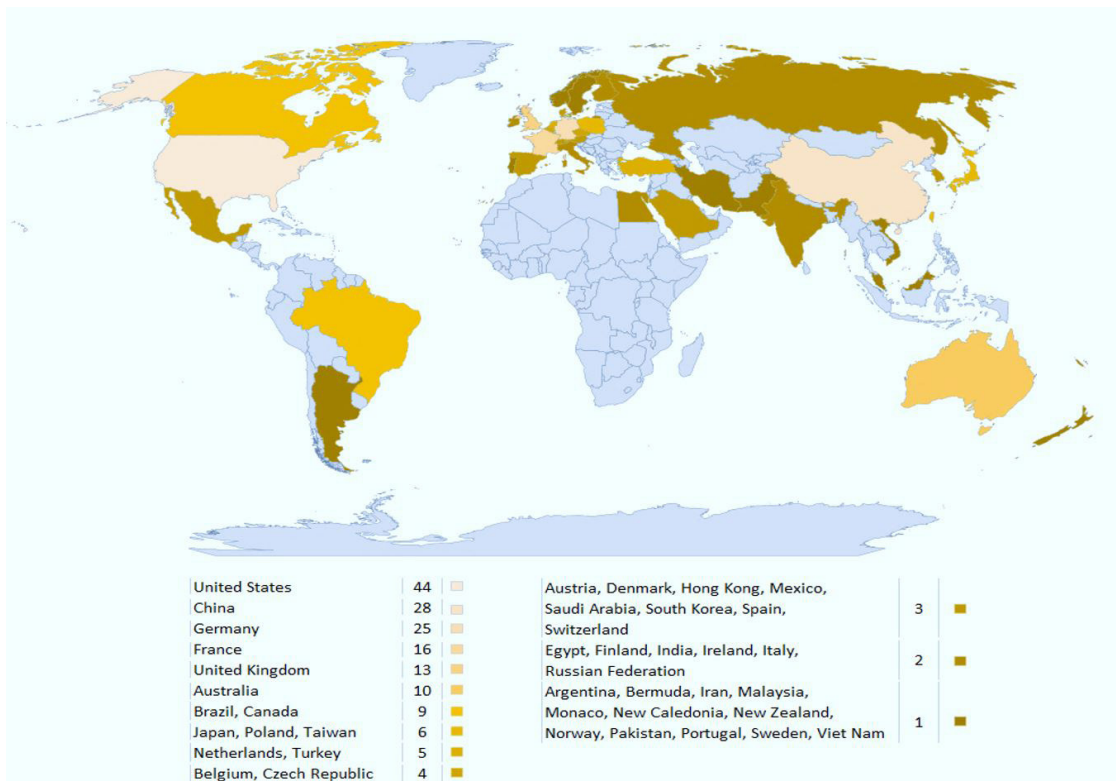 United States 44
China 28
Germany 25
France 16
United Kingdom 13
Australia 10
Brazil, Canada 9
Japan, Poland, Taiwan 6
Netherlands, Turkey 5
Belgium, Czech Republic 4
Austria, Denmark, Hong Kong, Mexico,
Saudi Arabia, South Korea, Spain, 3
Switzerland
Egypt, Finland, India, Ireland, Italy, 2
Russian Federation
Argentina, Bermuda, Iran, Malaysia,
Monaco, New Caledonia, New Zealand, 1
Norway, Pakistan, Portugal, Sweden, Viet Nam